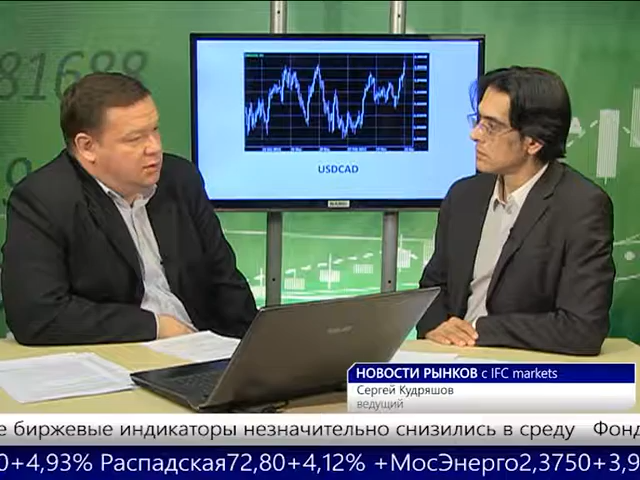 81688
USDCAD
ASUS
НОВОСТИ РЫНКОВ с IFC markets
Сергей Кудряшов
ведущий
е биржевые индикаторы незначительно снизились в среду Фонд
0+4,93% Распадская72,80+4,12% +МосЭнерго2,3750+3,9